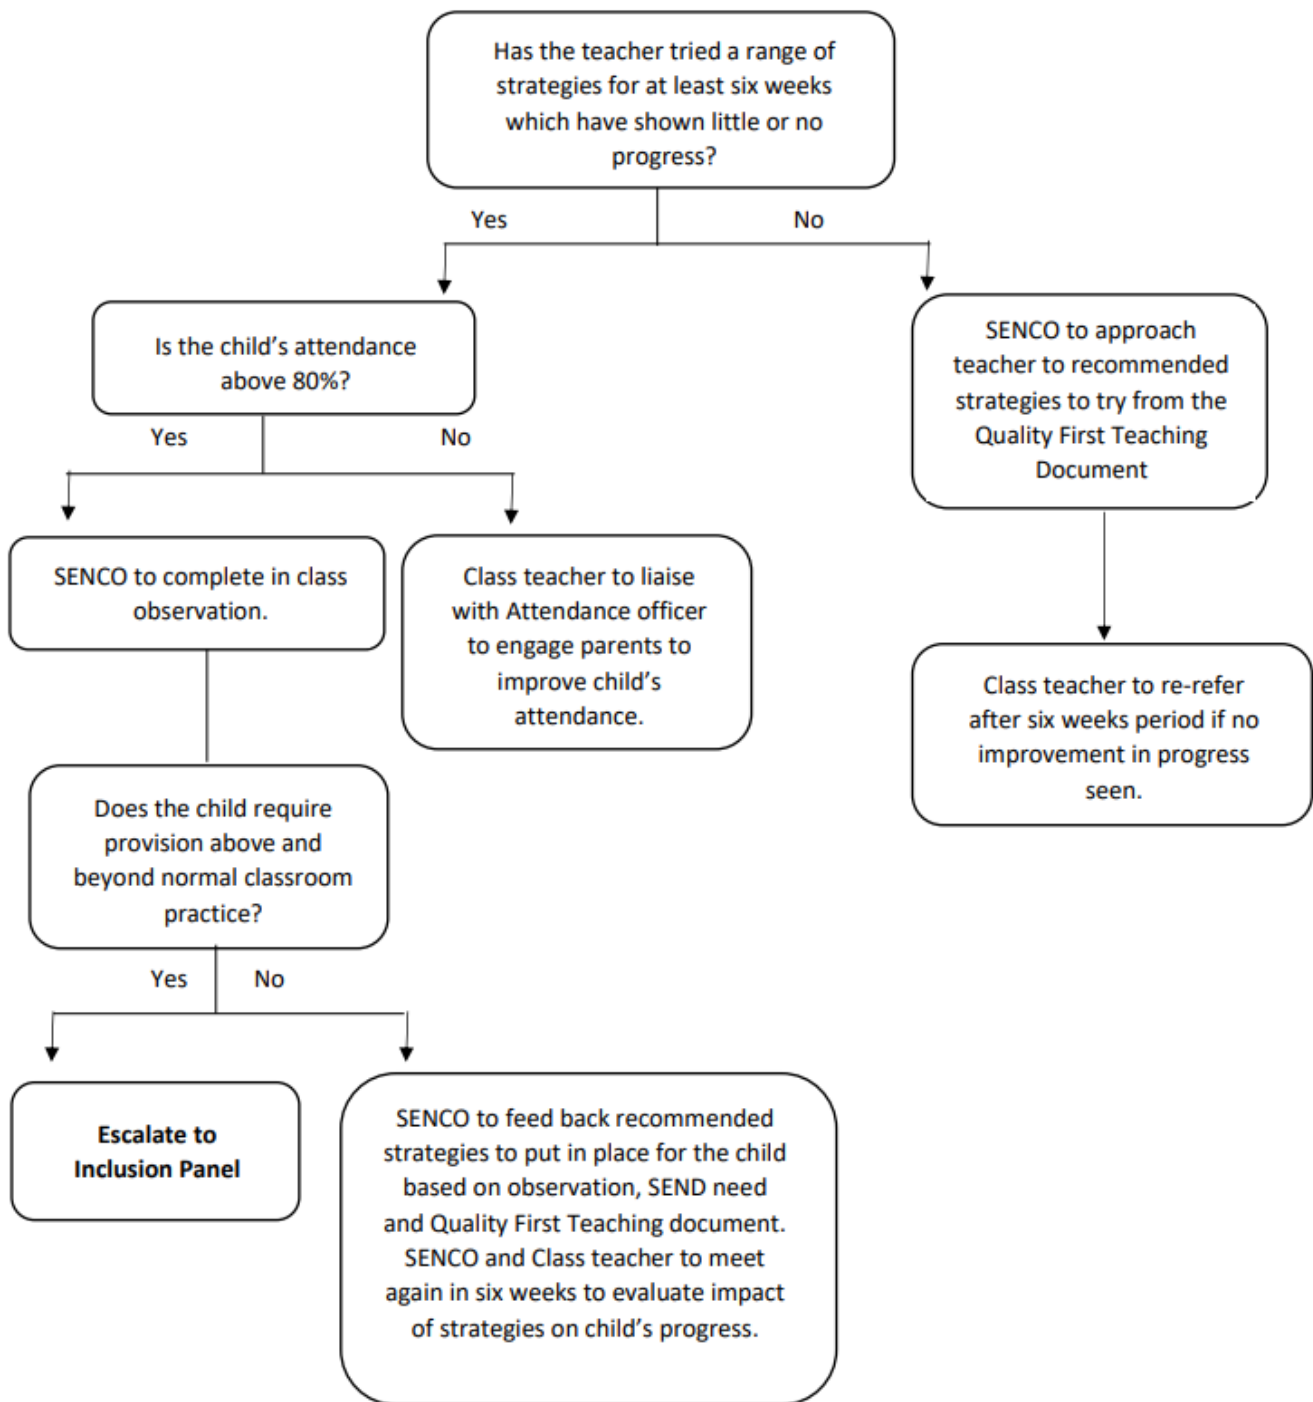 Has the teacher tried a range of
strategies for at least six weeks
which have shown little or no
progress?
Yes
No
Is the child’s attendance
above 80%?
SENCO to approach
teacher to recommended
strategies to try from the
Quality First Teaching
Document
Yes
No
SENCO to complete in class
observation.
Class teacher to liaise
with Attendance officer
to engage parents to
improve child’s
attendance.
Class teacher to re-refer
after six weeks period if no
improvement in progress
seen.
Does the child require
provision above and
beyond normal classroom
practice?
Yes
No
Escalate to
Inclusion Panel
SENCO to feed back recommended
strategies to put in place for the child
based on observation, SEND need
and Quality First Teaching document.
SENCO and Class teacher to meet
again in six weeks to evaluate impact
of strategies on child’s progress.